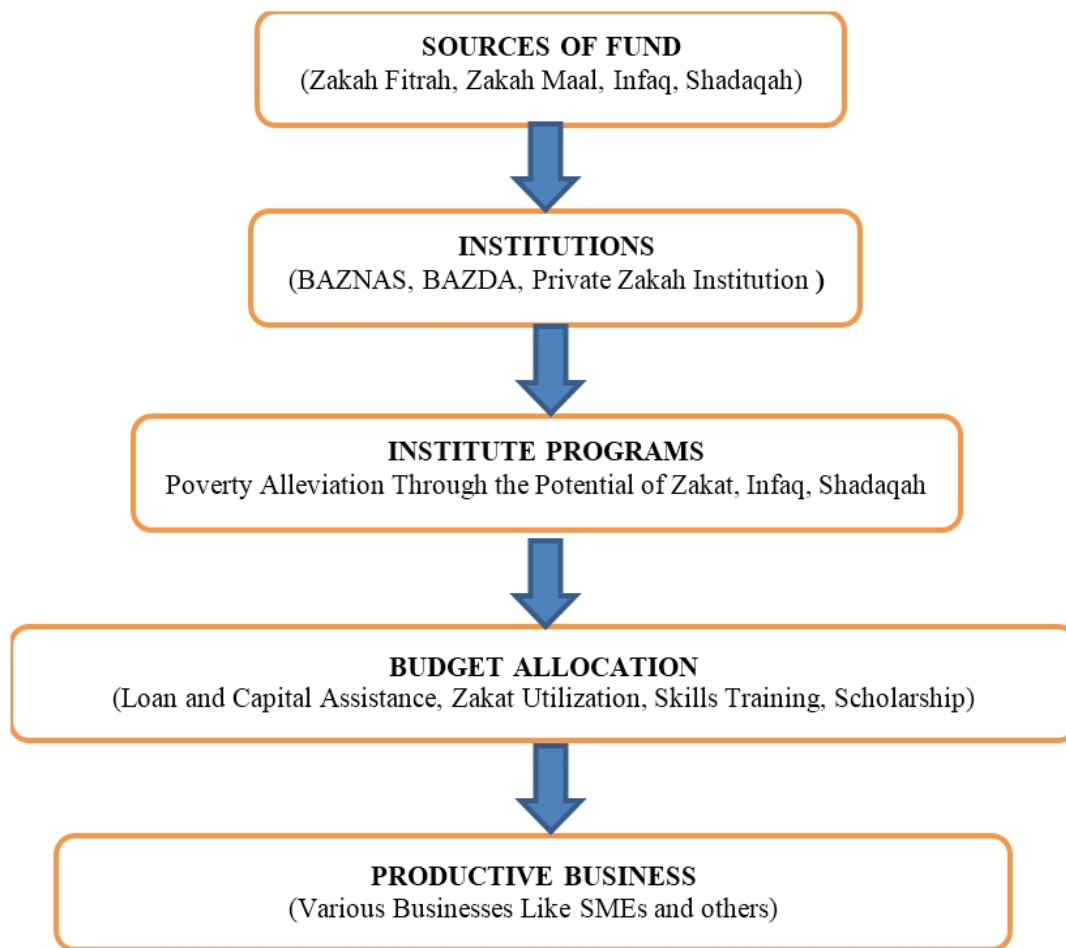 SOURCES OF FUND
(Zakah Fitrah, Zakah Maal, Infaq, Shadaqah)
INSTITUTIONS
(BAZNAS, BAZDA, Private Zakah Institution )
INSTITUTE PROGRAMS
Poverty Alleviation Through the Potential of Zakat, Infaq, Shadaqah
BUDGET ALLOCATION
(Loan and Capital Assistance, Zakat Utilization, Skills Training, Scholarship)
PRODUCTIVE BUSINESS
(Various Businesses Like SMEs and others)